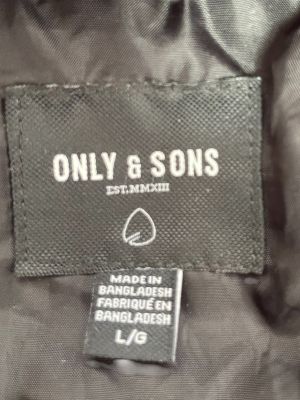 ONLY & SONS
EST.MMXIII
MADE IN
BANGLADESH
FABRIQUÉ EN
BANGLADESH
L/G